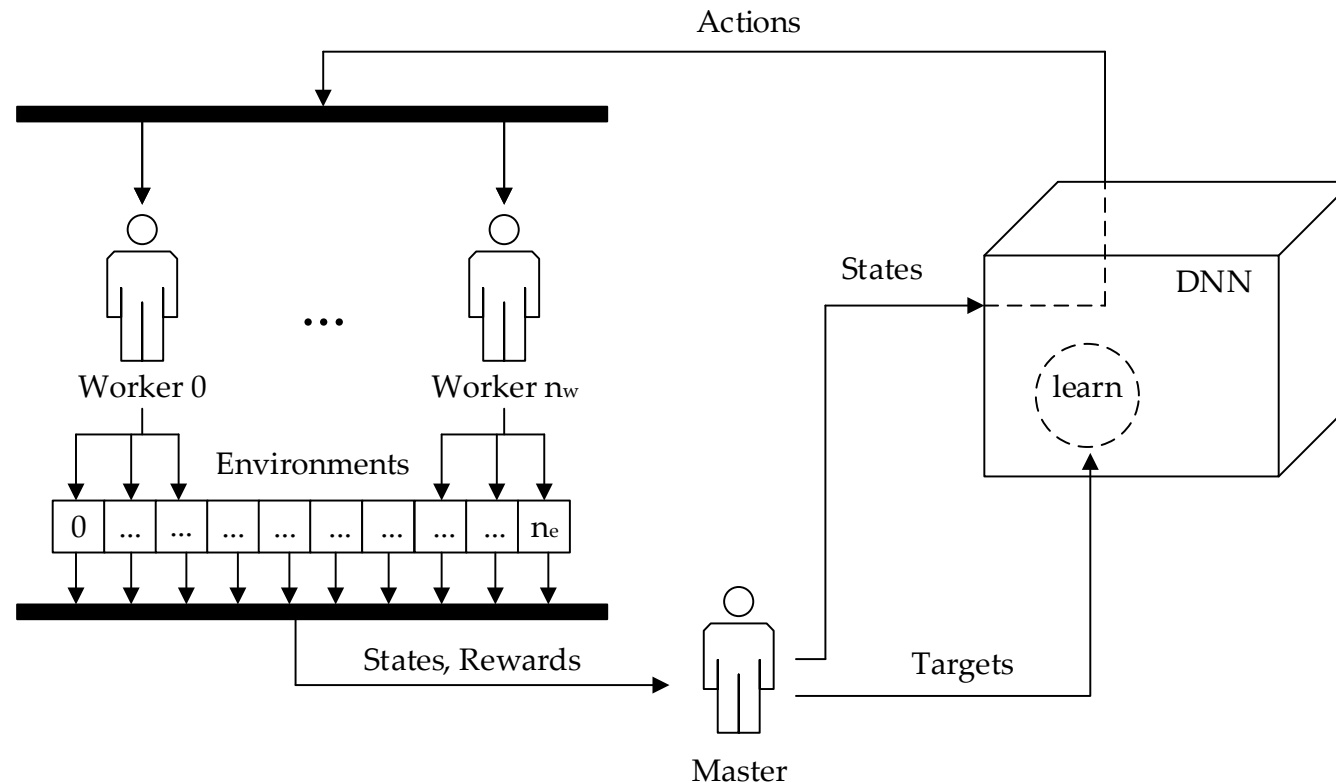 Actions
States
DNN
...
Worker 0
Worker nw
learn
Environments
0 ... ... ... ... ... ... ... ... ne
States, Rewards
Targets
Master